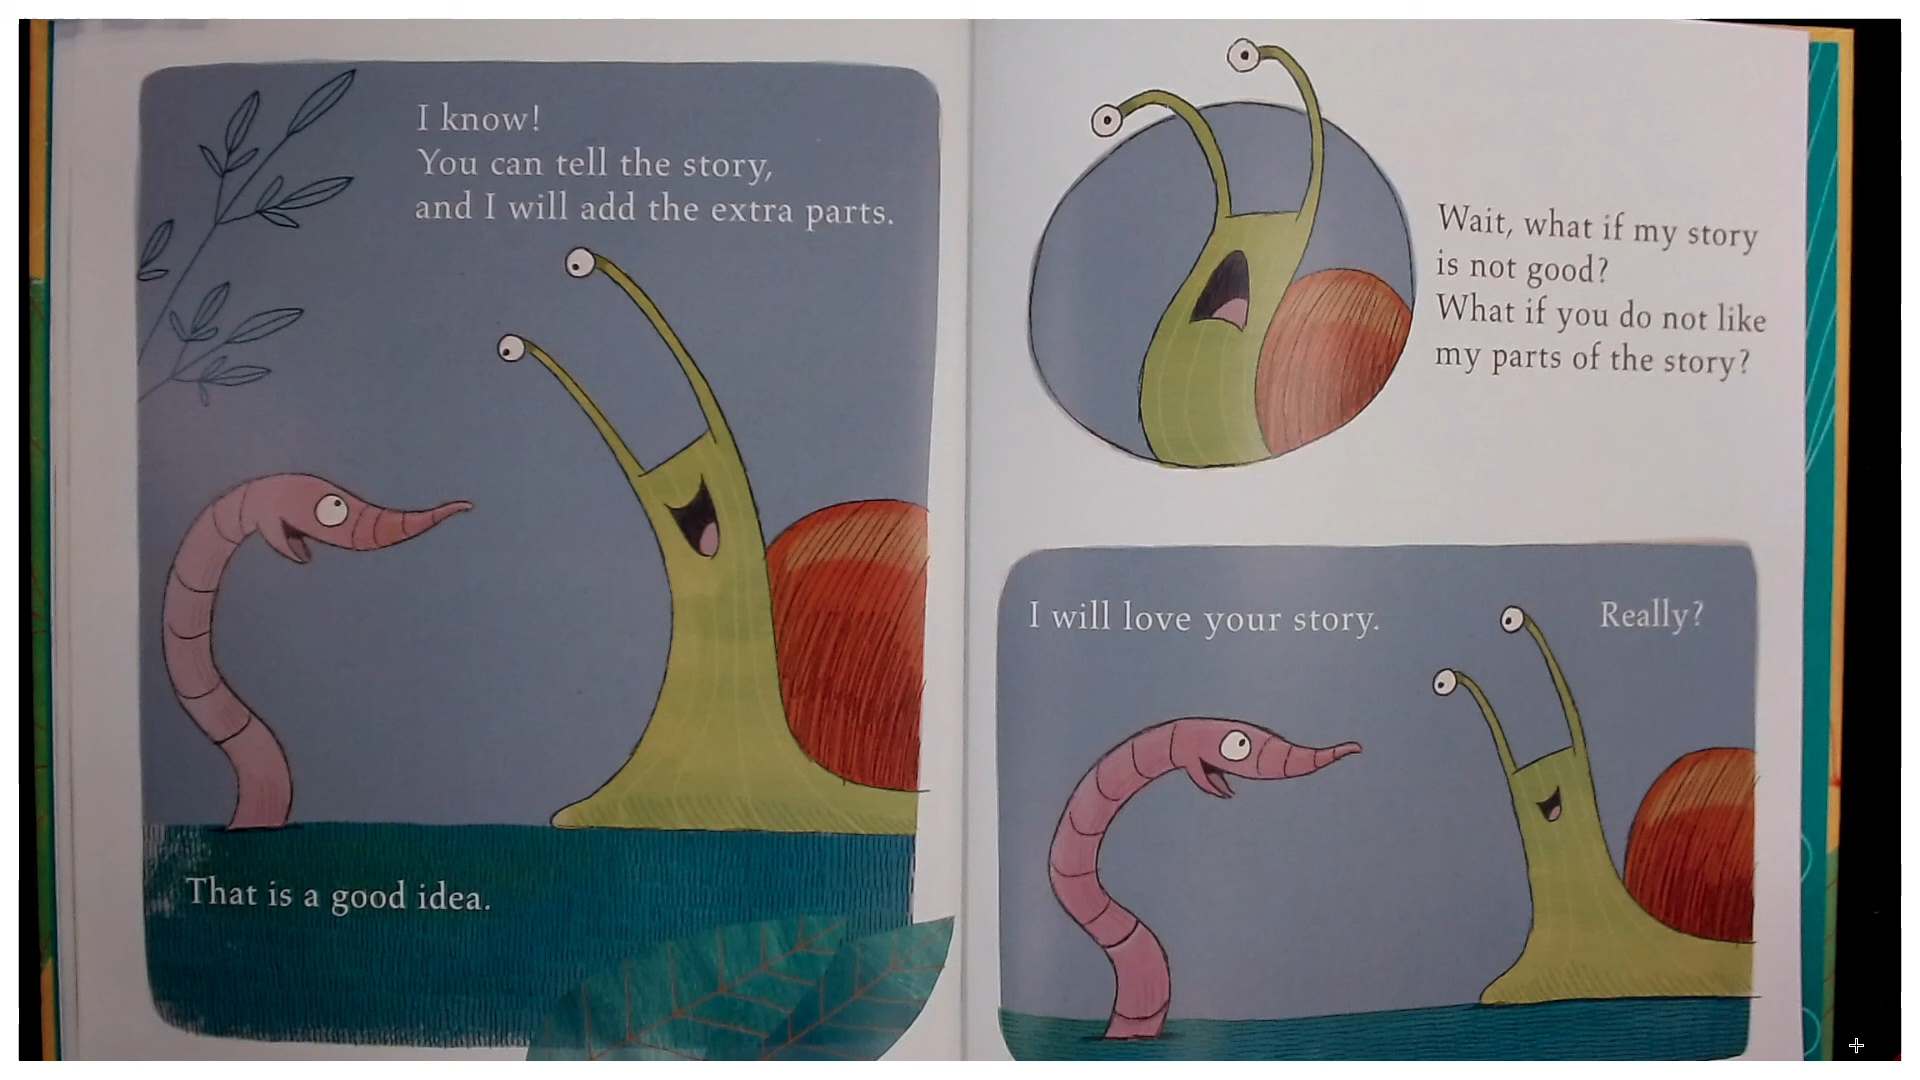 I know!
You can tell the story,
and I will add the extra parts.
That is a good idea.
Wait, what if my story
is not good?
What if you do not like
my parts of the story?
I will love your story.
Really?